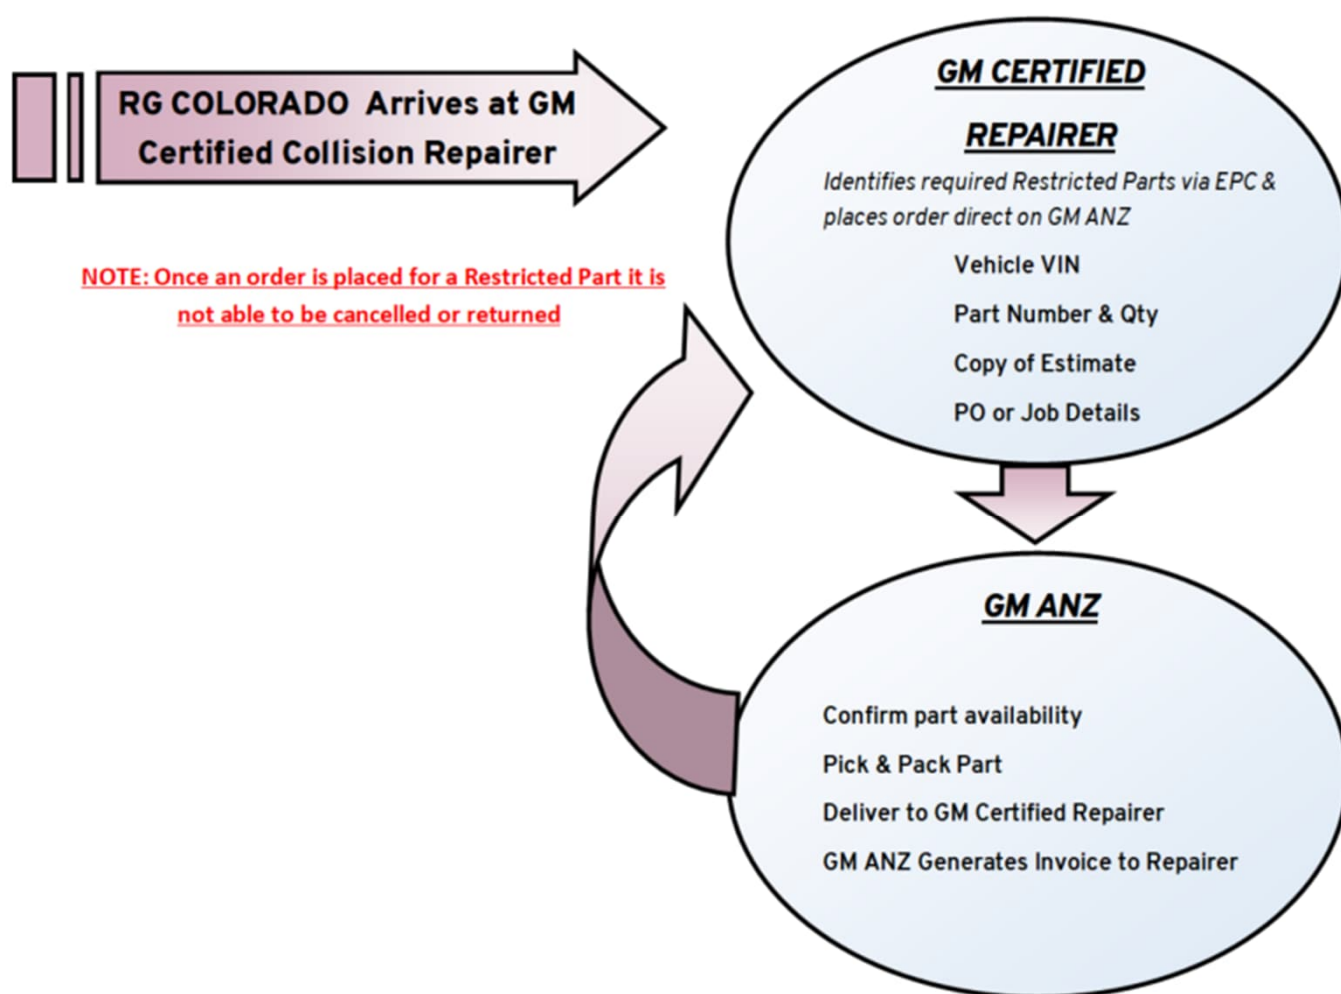 RG COLORADO Arrives at GM
Certified Collision Repairer
NOTE: Once an order is placed for a Restricted Part it is
not able to be cancelled or returned
GM CERTIFIED
REPAIRER
Identifies required Restricted Parts via EPC &
places order direct on GM ANZ
Vehicle VIN
Part Number & Qty
Copy of Estimate
PO or Job Details
GM ANZ
Confirm part availability
Pick & Pack Part
Deliver to GM Certified Repairer
GM ANZ Generates Invoice to Repairer